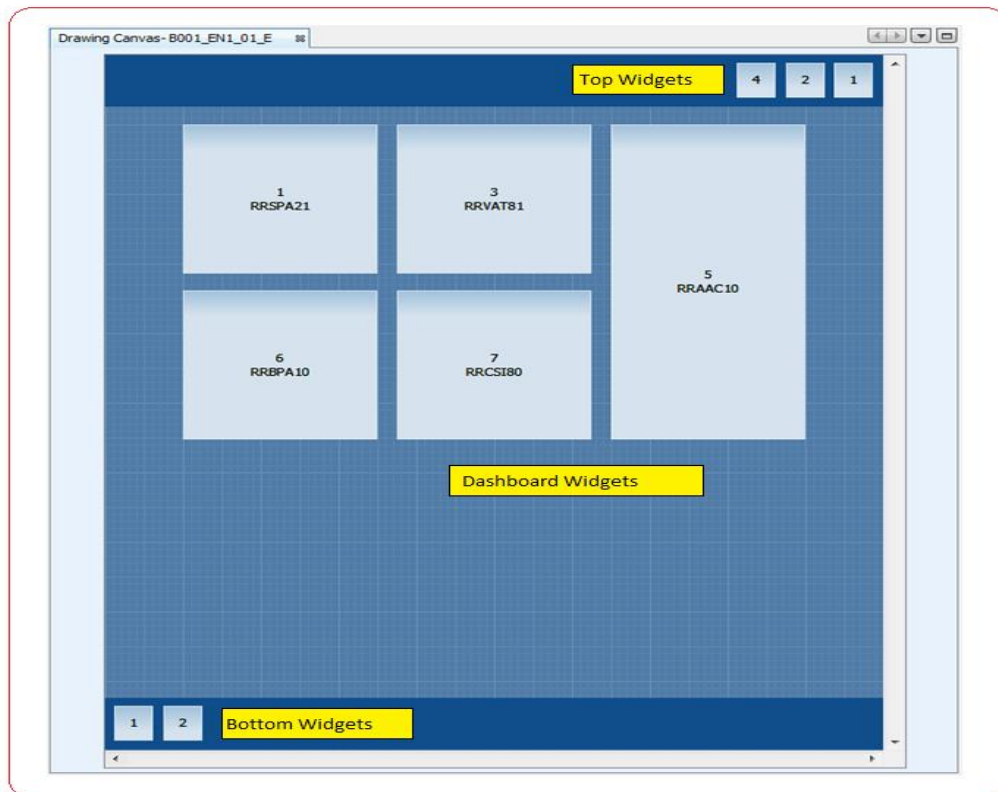 Drawing Canvas- B001_EN1_01_E
Top Widgets 4 2 1
1
RRSPA21
3
RRVAT81
5
RRAAC10
6
RRBPA10
7
RRCSI80
Dashboard Widgets
1 2 Bottom Widgets